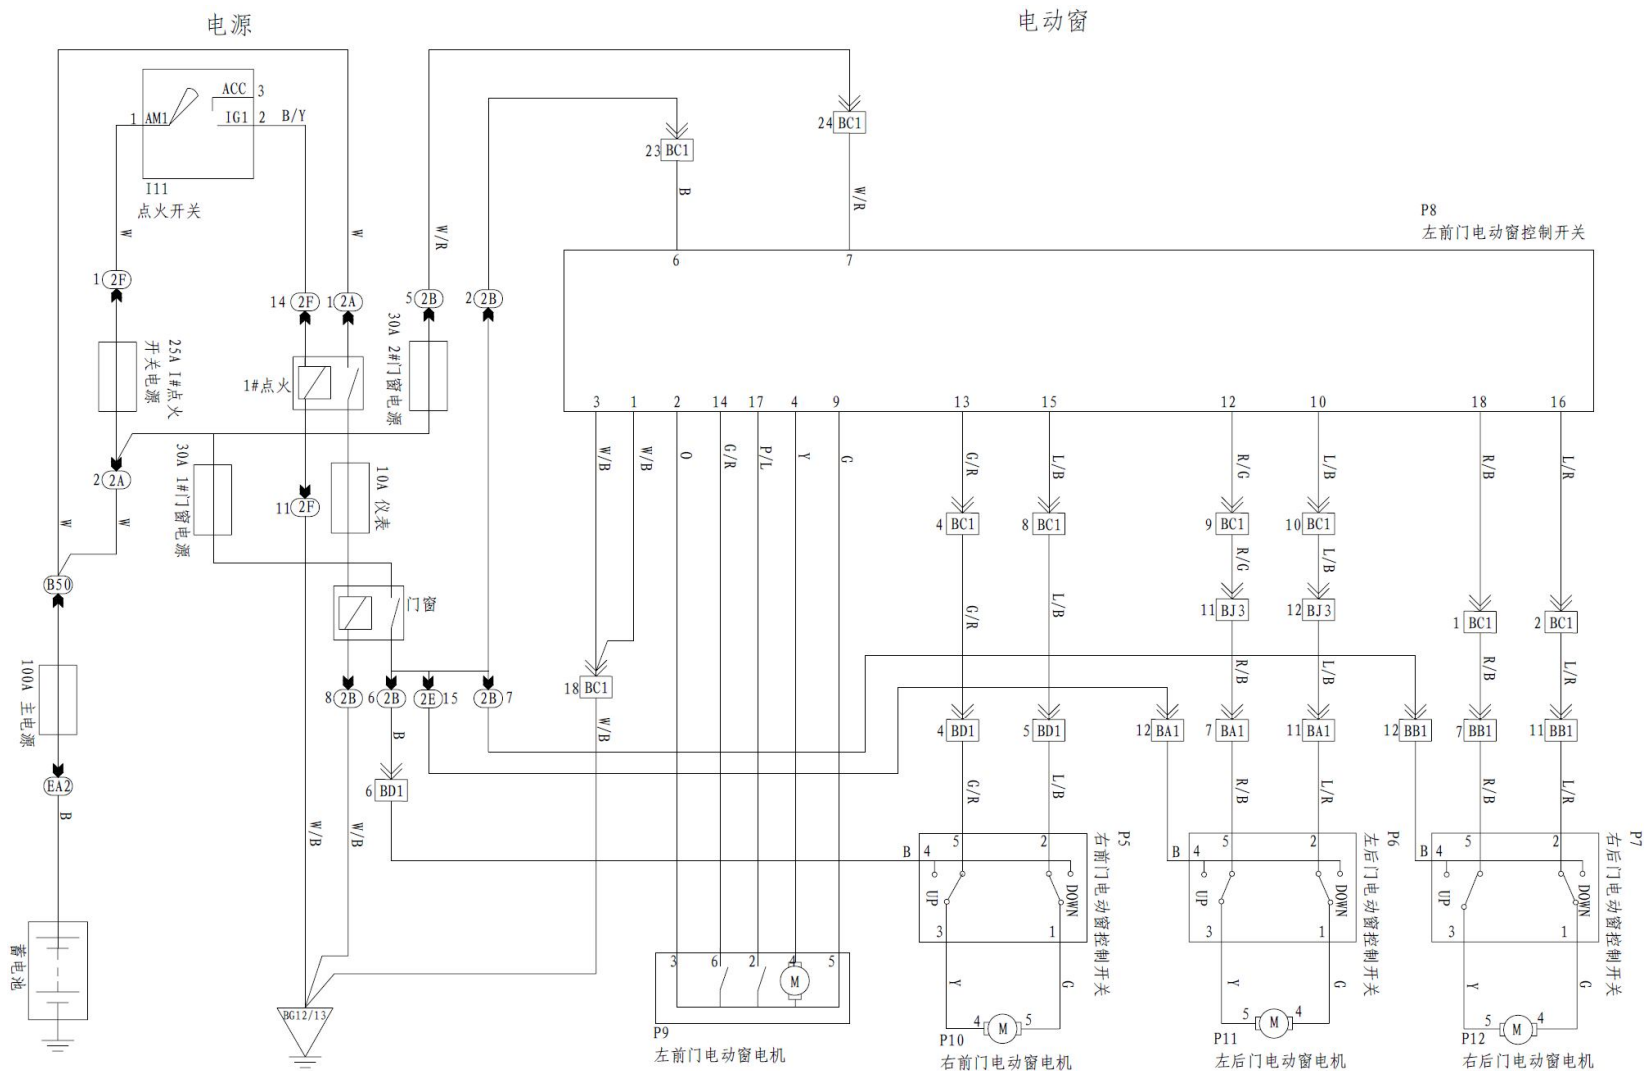 电源
电动窗
ACC 3
1 AM1
IG1 2 B/Y
I11
点火开关
24 BC1
23 BC1
B
W/R
P8
左前门电动窗控制开关
W
W
W/R
6
7
1 2F
14 2F
1 2A
5 2B
2 2B
25A I#点火
开关电源
1#点火
30A 2#门窗电源
3
1
2
14
17
4
9
13
15
12
10
18
16
2 2A
30A 1#门窗电源
11 2F
10A 仪表
W/B
W/B
O
G/R
P/L
Y
G
G/R
L/B
R/G
L/B
R/B
L/R
W
W
4 BC1
8 BC1
9 BC1
10 BC1
R/G
L/B
B50
门窗
G/R
L/B
11 BJ3
12 BJ3
1 BC1
2 BC1
100A 主电源
8 2B
6 2B
2E 15
2B 7
18 BC1
R/B
L/B
R/B
L/R
B
W/B
4 BD1
5 BD1
12 BA1
7 BA1
11 BA1
12 BB1
7 BB1
11 BB1
EA2
B
6 BD1
G/R
L/B
R/B
L/R
R/B
L/R
W/B
W/B
P5
右前门电动窗控制开关
P6
左后门电动窗控制开关
P7
右后门电动窗控制开关
B 4
5
2
B 4
5
2
B 4
5
2
UP
DOWN
UP
DOWN
UP
DOWN
3
1
3
1
3
1
蓄电池
3
6
2
4
5
M
Y
G
Y
G
Y
G
BG12/13
P9
左前门电动窗电机
P10
4 M 5
右前门电动窗电机
P11
5 M 4
左后门电动窗电机
P12
5 M 4
右后门电动窗电机